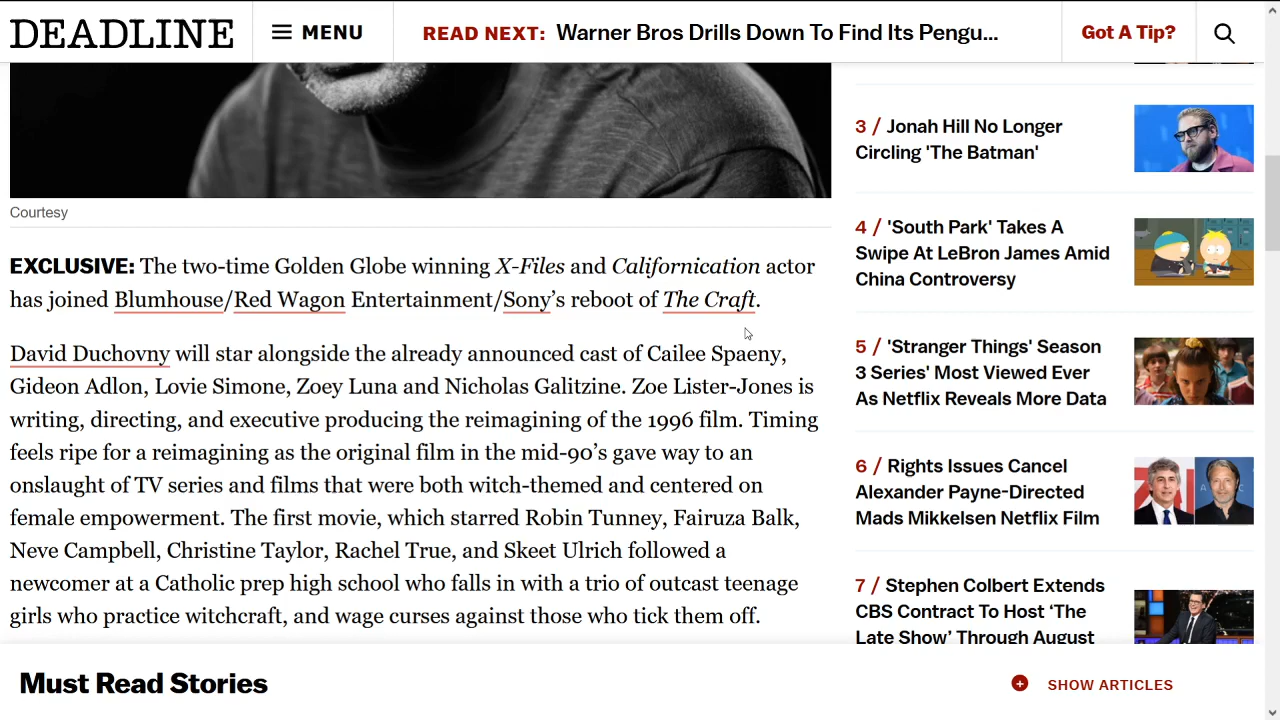 DEADLINE
MENU
READ NEXT: Warner Bros Drills Down To Find Its Pengu...
Got A Tip?
Courtesy
EXCLUSIVE: The two-time Golden Globe winning X-Files and Californication actor
has joined Blumhouse/Red Wagon Entertainment/Sony’s reboot of The Craft.
David Duchovny will star alongside the already announced cast of Cailee Spaeny,
Gideon Adlon, Lovie Simone, Zoey Luna and Nicholas Galitzine. Zoe Lister-Jones is
writing, directing, and executive producing the reimagining of the 1996 film. Timing
feels ripe for a reimagining as the original film in the mid-90’s gave way to an
onslaught of TV series and films that were both witch-themed and centered on
female empowerment. The first movie, which starred Robin Tunney, Fairuza Balk,
Neve Campbell, Christine Taylor, Rachel True, and Skeet Ulrich followed a
newcomer at a Catholic prep high school who falls in with a trio of outcast teenage
girls who practice witchcraft, and wage curses against those who tick them off.
3 / Jonah Hill No Longer
Circling 'The Batman'
4 / 'South Park' Takes A
Swipe At LeBron James Amid
China Controversy
5 / 'Stranger Things' Season
3 Series' Most Viewed Ever
As Netflix Reveals More Data
6 / Rights Issues Cancel
Alexander Payne-Directed
Mads Mikkelsen Netflix Film
7 / Stephen Colbert Extends
CBS Contract To Host ‘The
Late Show’ Through August
Must Read Stories
SHOW ARTICLES